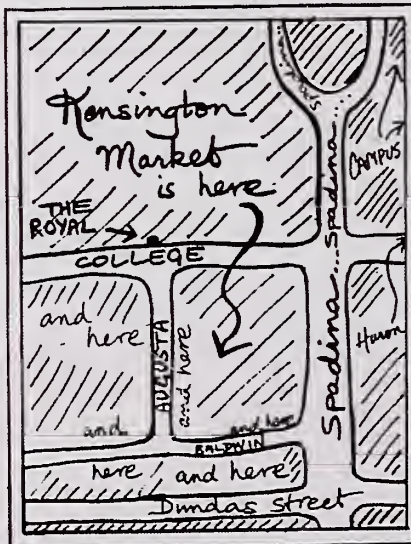 Spadina...Spadina...Spadina
CAMPUS
Kensington
Market
is here
THE
ROYAL
COLLEGE
Huron
and
here
AUGUSTA
and here
and
and here
BALDWIN
here
and here
Dundas Street